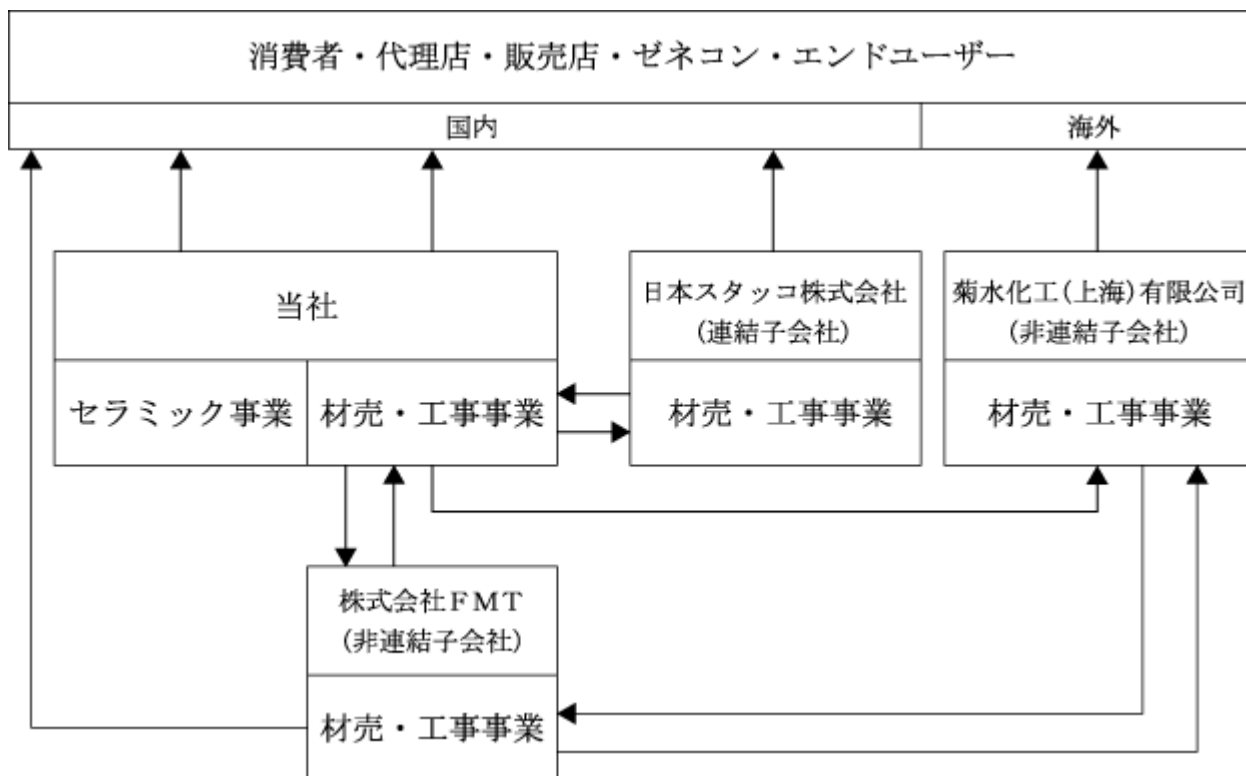 消費者・代理店・販売店・ゼネコン・エンドユーザー
国内
海外
当社
セラミック事業
材売・工事事業
日本スタッコ株式会社
(連結子会社)
材売・工事事業
菊水化工(上海)有限公司
(非連結子会社)
材売・工事事業
株式会社ＦＭＴ
(非連結子会社)
材売・工事事業